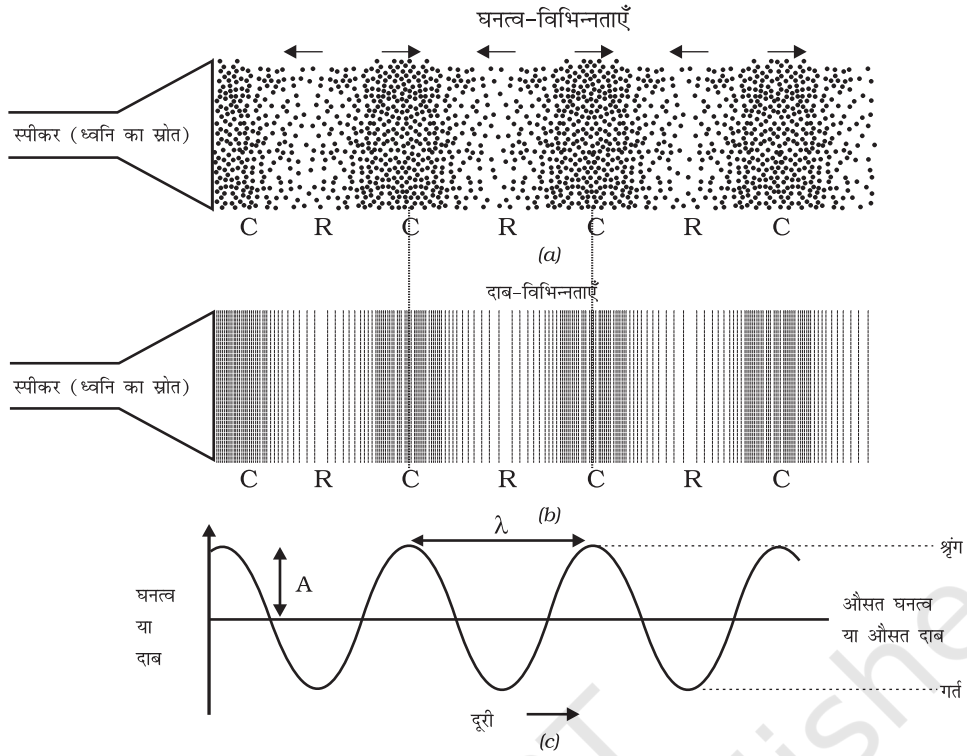 घनत्व-विभिन्नताएँ
स्पीकर (ध्वनि का स्रोत)
C R C R C R C
(a)
दाब-विभिन्नताएँ
स्पीकर (ध्वनि का स्रोत)
C R C R C R C
(b)
λ
श्रृंग
A
घनत्व
या
दाब
औसत घनत्व
या औसत दाब
गर्त
दूरी
(c)